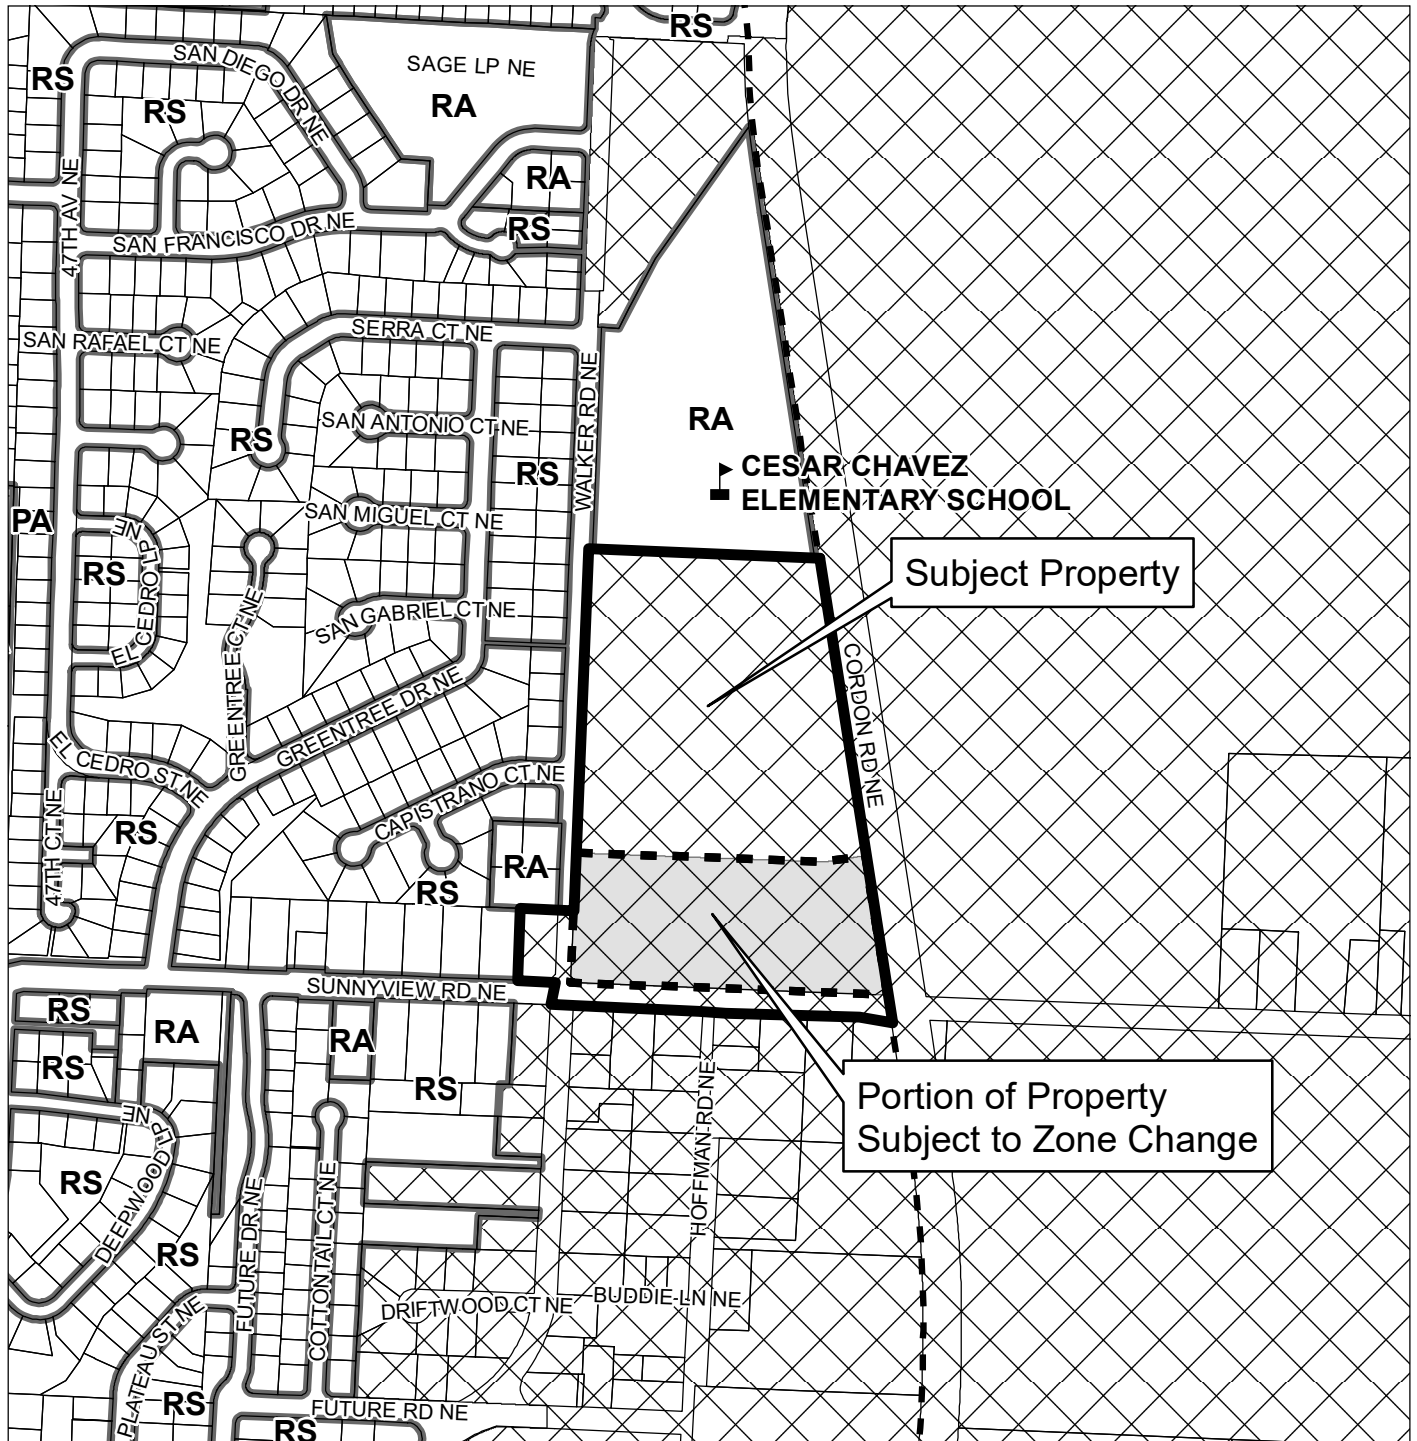 RS
SAGE LP NE
SAN DIEGO DR NE
RS
RA
RS
RA
47TH AV NE
RS
SAN FRANCISCO DR NE
SERRA CT NE
SAN RAFAEL CT NE
WALKER RD NE
RA
SAN ANTONIO CT NE
RS
CESAR CHAVEZ
ELEMENTARY SCHOOL
RS
SAN MIGUEL CT NE
PA
EL CEDRO LP NE
RS
Subject Property
SAN GABRIEL CT NE
EL CEDRO LP NE
GREENTREE CT NE
GREENTREE DR NE
CORDON RD NE
EL CEDRO ST NE
CAPISTRANO CT NE
47TH CT NE
RS
RA
RS
SUNNYVIEW RD NE
RS
RA
RA
RS
RS
HOFFMAN RD NE
Portion of Property
Subject to Zone Change
DEEPWOOD LP NE
RS
FUTURE DR NE
COTTONTAIL CT NE
RS
DRIFTWOOD CT NE
BUDDIE LN NE
PLATEAU ST NE
RS
FUTURE RD NE
RS